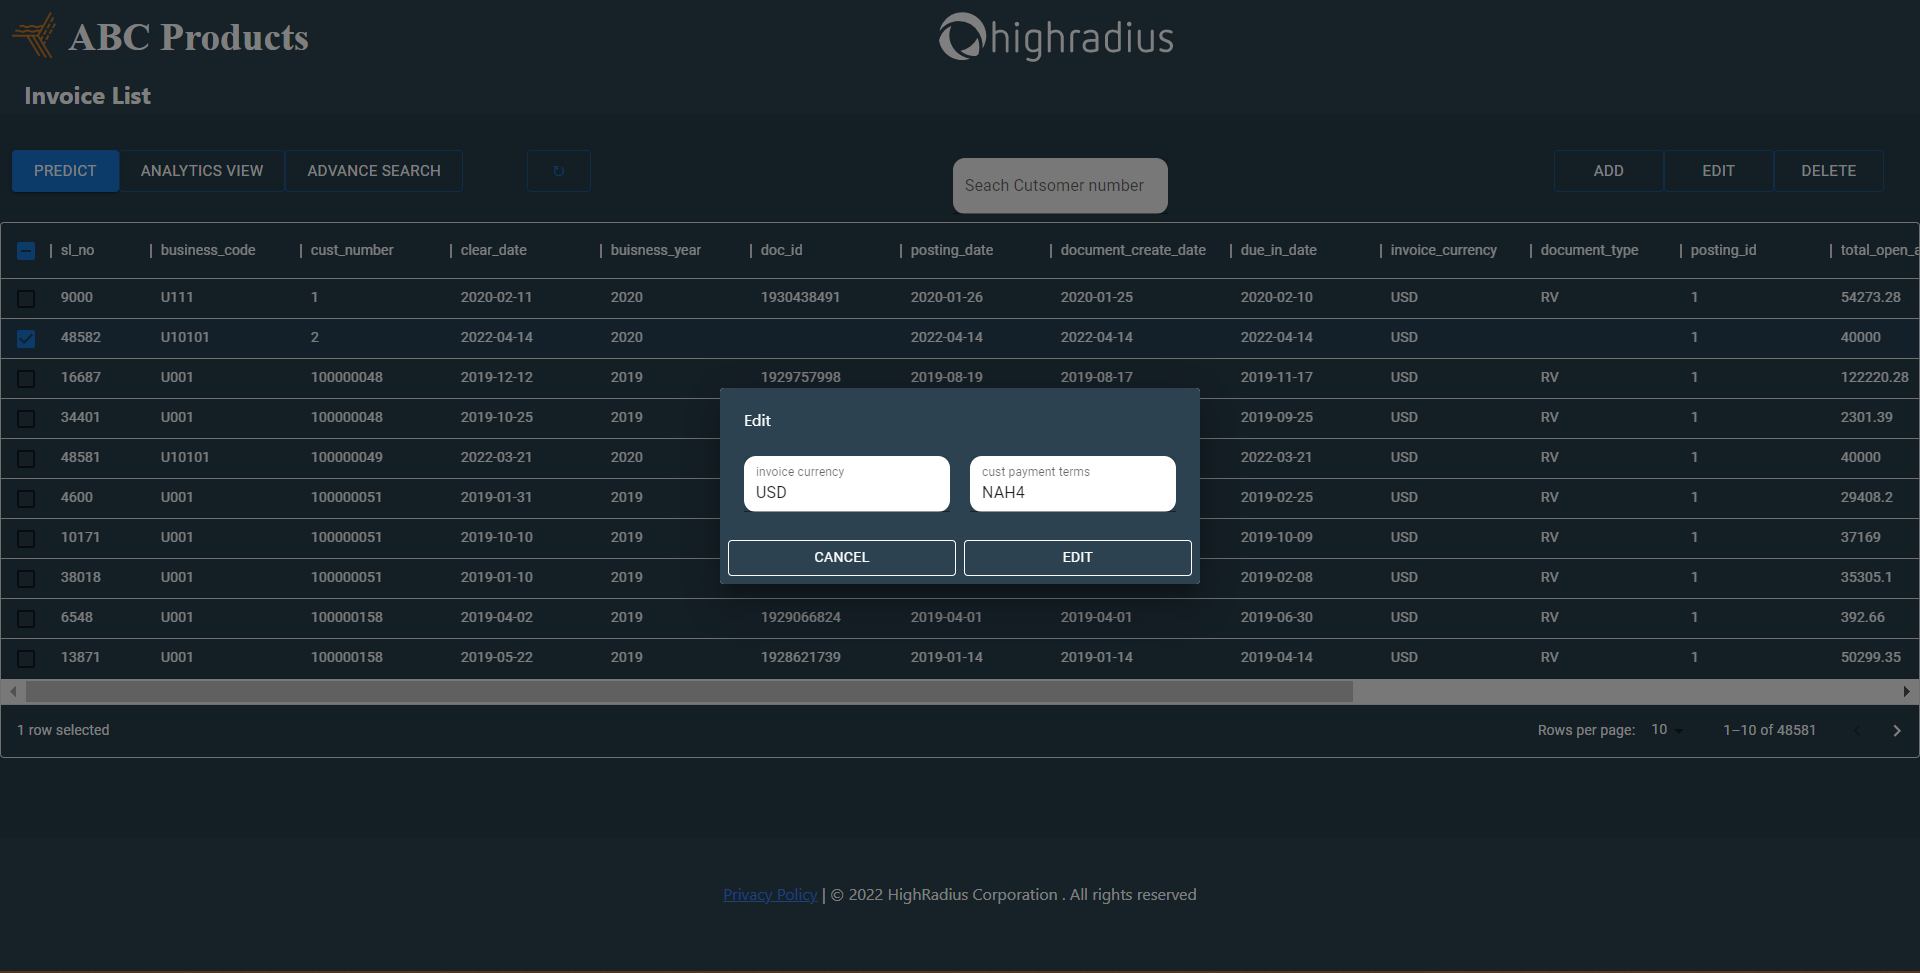 ABC Products
highradius
Invoice List
PREDICT ANALYTICS VIEW ADVANCE SEARCH ↻ Seach Cutsomer number ADD EDIT DELETE
sl_no business_code cust_number clear_date buisness_year doc_id posting_date document_create_date due_in_date invoice_currency document_type posting_id total_open_a
9000 U111 1 2020-02-11 2020 1930438491 2020-01-26 2020-01-25 2020-02-10 USD RV 1 54273.28
48582 U10101 2 2022-04-14 2020 2022-04-14 2022-04-14 2022-04-14 USD 1 40000
16687 U001 100000048 2019-12-12 2019 1929757998 2019-08-19 2019-08-17 2019-11-17 USD RV 1 122220.28
34401 U001 100000048 2019-10-25 2019 2019-09-25 USD RV 1 2301.39
48581 U10101 100000049 2022-03-21 2020 2022-03-21 USD RV 1 40000
4600 U001 100000051 2019-01-31 2019 2019-02-25 USD RV 1 29408.2
10171 U001 100000051 2019-10-10 2019 2019-10-09 USD RV 1 37169
38018 U001 100000051 2019-01-10 2019 2019-02-08 USD RV 1 35305.1
6548 U001 100000158 2019-04-02 2019 1929066824 2019-04-01 2019-04-01 2019-06-30 USD RV 1 392.66
13871 U001 100000158 2019-05-22 2019 1928621739 2019-01-14 2019-01-14 2019-04-14 USD RV 1 50299.35
Edit
invoice currency cust payment terms
USD NAH4
CANCEL EDIT
1 row selected Rows per page: 10 1–10 of 48581
Privacy Policy | © 2022 HighRadius Corporation . All rights reserved